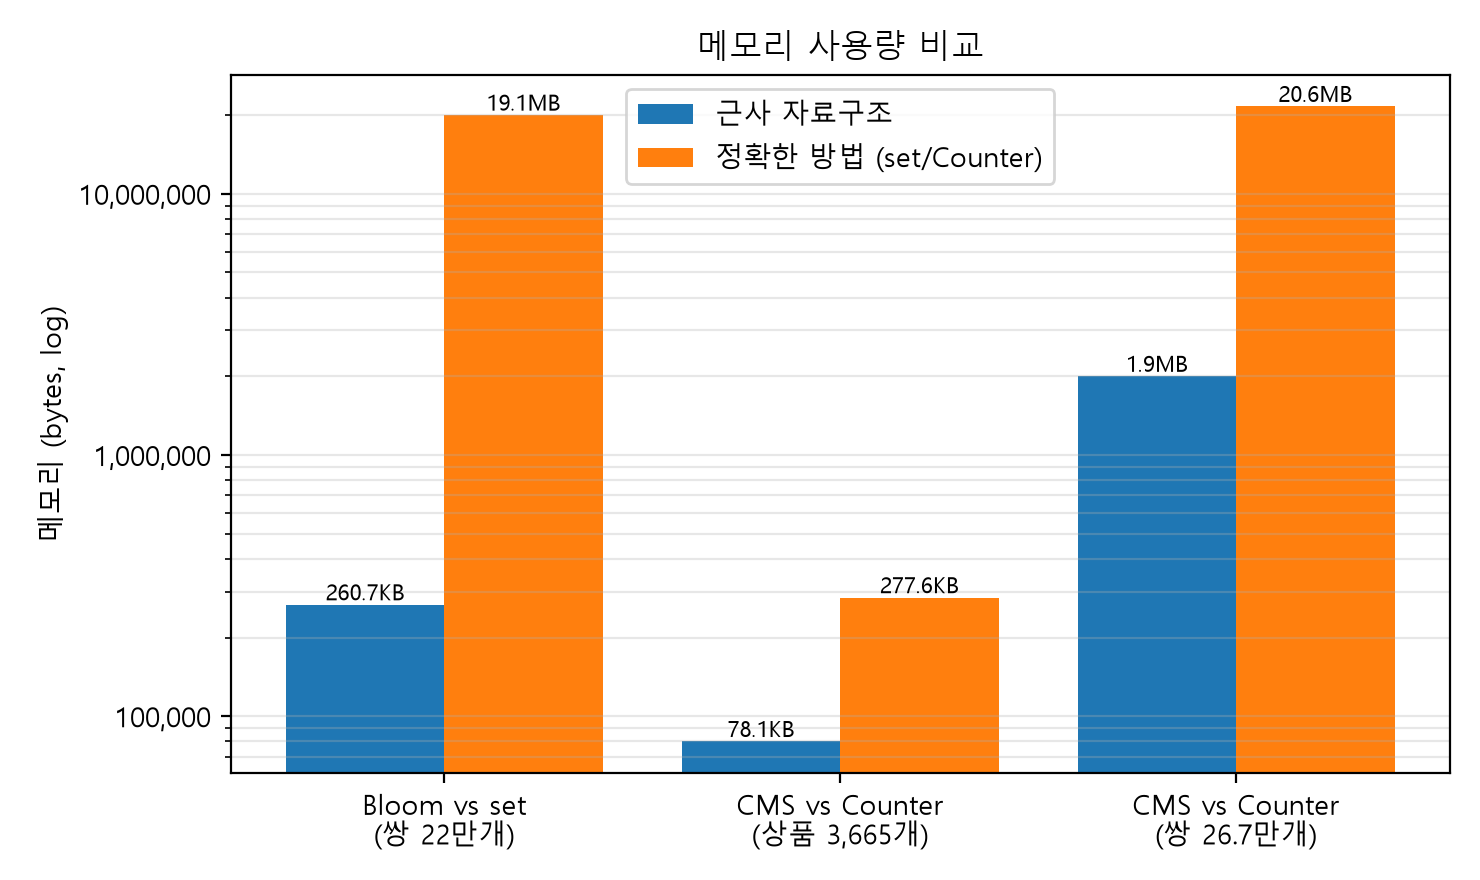 메모리 사용량 비교
근사 자료구조
정확한 방법 (set/Counter)
메모리 (bytes, log)
10,000,000
1,000,000
100,000
19.1MB
260.7KB
78.1KB
277.6KB
1.9MB
20.6MB
Bloom vs set
(쌍 22만개)
CMS vs Counter
(상품 3,665개)
CMS vs Counter
(쌍 26.7만개)